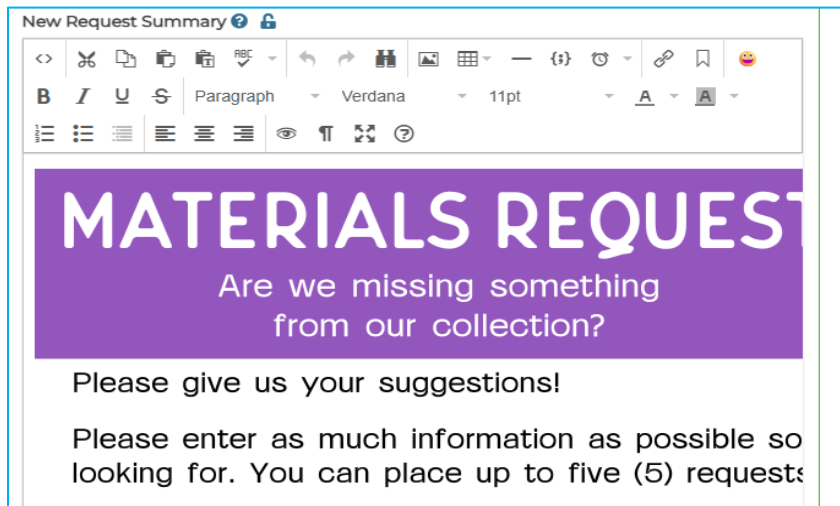 New Request Summary
ABC
B I U S Paragraph Verdana 11pt A A
MATERIALS REQUEST
Are we missing something
from our collection?
Please give us your suggestions!
Please enter as much information as possible so
looking for. You can place up to five (5) requests